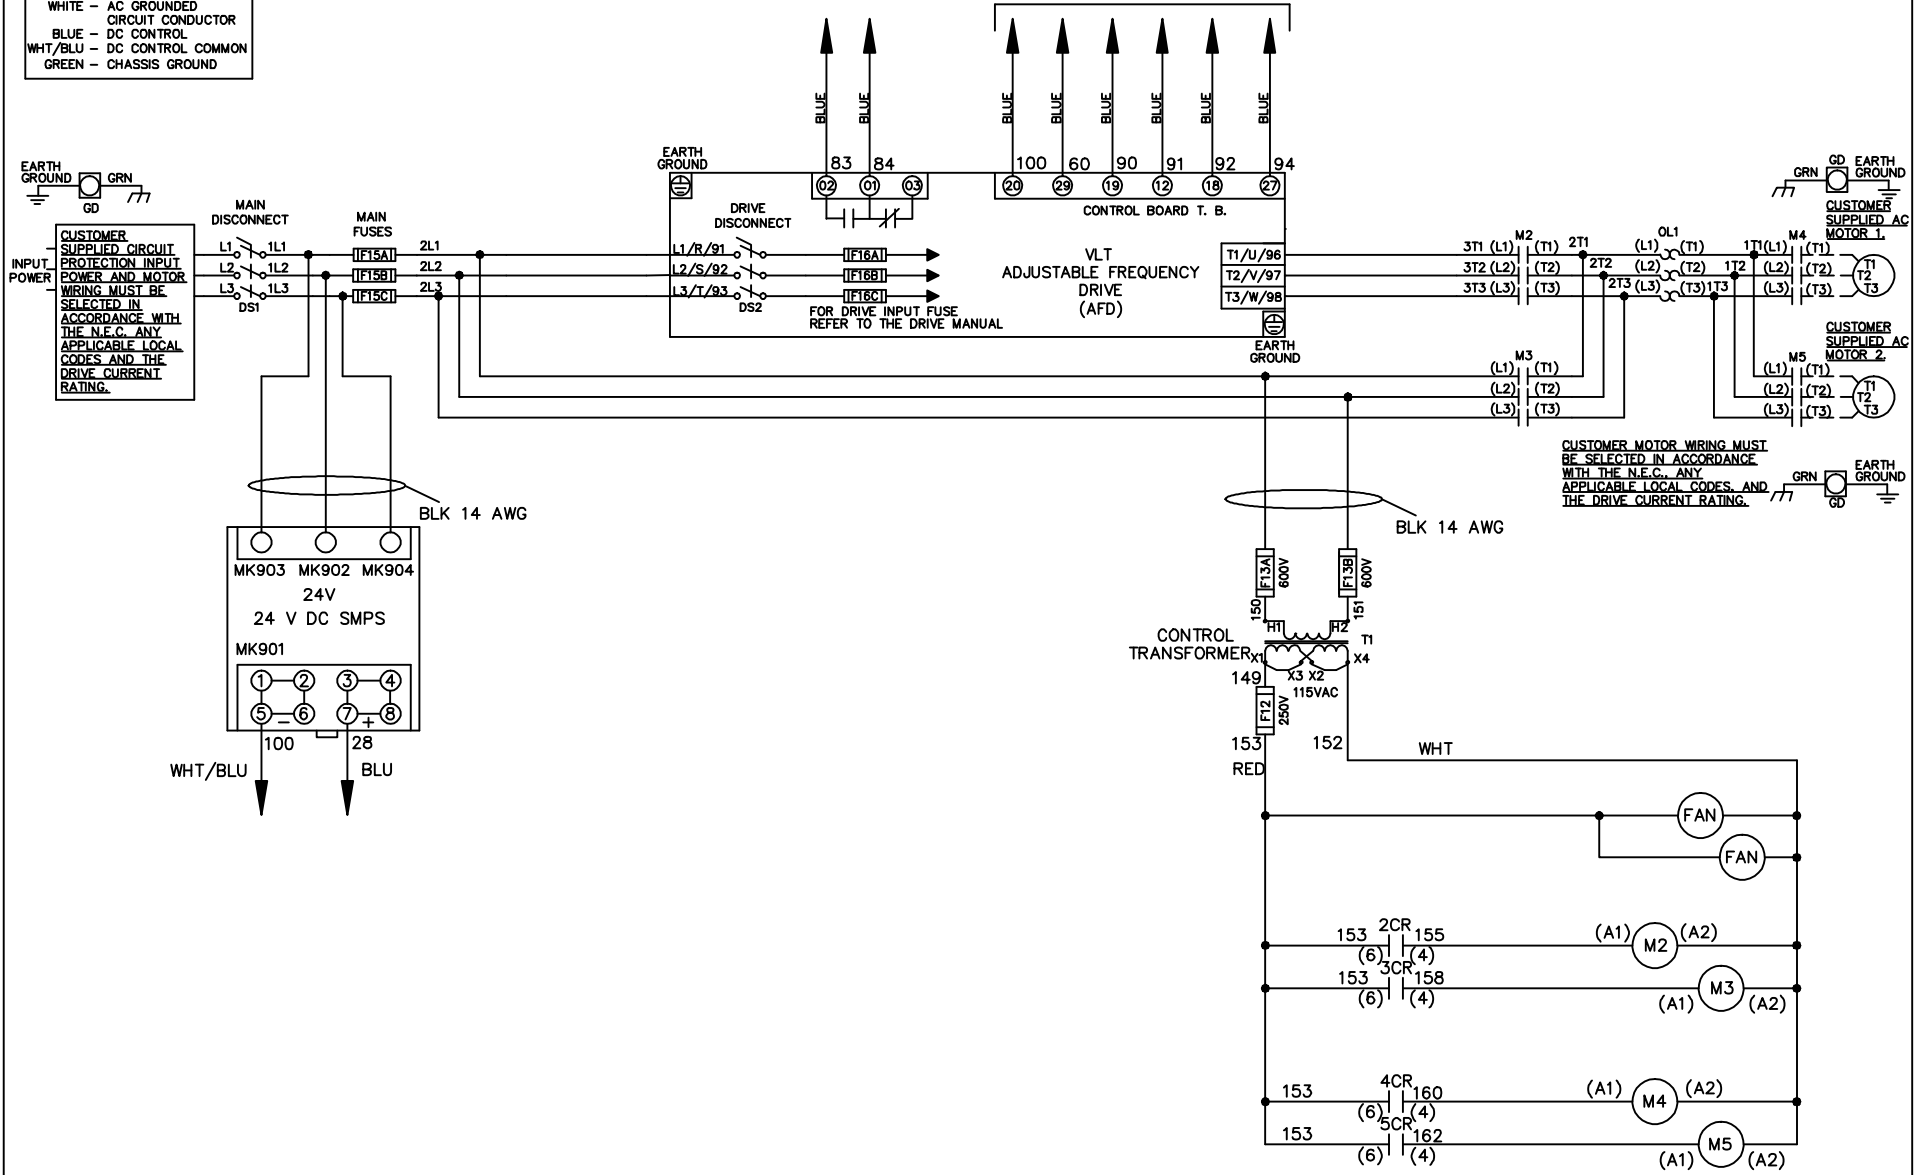 WHITE – AC GROUNDED
CIRCUIT CONDUCTOR
BLUE – DC CONTROL
WHT/BLU – DC CONTROL COMMON
GREEN – CHASSIS GROUND
BLUE
BLUE
BLUE
BLUE
BLUE
BLUE
BLUE
BLUE
EARTH
GROUND
GRN
GD
EARTH
GROUND
83
84
100
60
90
91
92
94
02
01
03
20
29
19
12
18
27
CONTROL BOARD T. B.
GD
EARTH
GROUND
GRN
INPUT
POWER
CUSTOMER
SUPPLIED CIRCUIT
PROTECTION INPUT
POWER AND MOTOR
WIRING MUST BE
SELECTED IN
ACCORDANCE WITH
THE N.E.C. ANY
APPLICABLE LOCAL
CODES AND THE
DRIVE CURRENT
RATING.
MAIN
DISCONNECT
L1
1L1
L2
1L2
L3
1L3
DS1
MAIN
FUSES
F15A
F15B
F15C
2L1
2L2
2L3
DRIVE
DISCONNECT
L1/R/91
L2/S/92
L3/T/93
DS2
F16A
F16B
F16C
FOR DRIVE INPUT FUSE
REFER TO THE DRIVE MANUAL
VLT
ADJUSTABLE FREQUENCY
DRIVE
(AFD)
T1/U/96
T2/V/97
T3/W/98
EARTH
GROUND
M2
3T1 (L1) (T1) 2T1
3T2 (L2) (T2) 2T2
3T3 (L3) (T3) 2T3
OL1
(L1) (T1) 1T1
(L2) (T2) 1T2
(L3) (T3) 1T3
M4
(L1) (T1)
(L2) (T2)
(L3) (T3)
CUSTOMER
SUPPLIED AC
MOTOR 1.
T1
T2
T3
M3
(L1) (T1)
(L2) (T2)
(L3) (T3)
M5
(L1) (T1)
(L2) (T2)
(L3) (T3)
CUSTOMER
SUPPLIED AC
MOTOR 2.
T1
T2
T3
CUSTOMER MOTOR WIRING MUST
BE SELECTED IN ACCORDANCE
WITH THE N.E.C., ANY
APPLICABLE LOCAL CODES, AND
THE DRIVE CURRENT RATING.
GRN
GD
EARTH
GROUND
BLK 14 AWG
MK903 MK902 MK904
24V
24 V DC SMPS
MK901
1 2 3 4
5 – 6 7 + 8
100
28
WHT/BLU
BLU
BLK 14 AWG
F13A
600V
F13B
600V
150
151
H1
H2
T1
CONTROL
TRANSFORMER
X1
X4
X3 X2
115VAC
149
F12
250V
153
RED
152
WHT
FAN
FAN
153 2CR 155
(6) (4)
(A1) M2 (A2)
153 3CR 158
(6) (4)
(A1) M3 (A2)
153 4CR 160
(6) (4)
(A1) M4 (A2)
153 5CR 162
(6) (4)
(A1) M5 (A2)